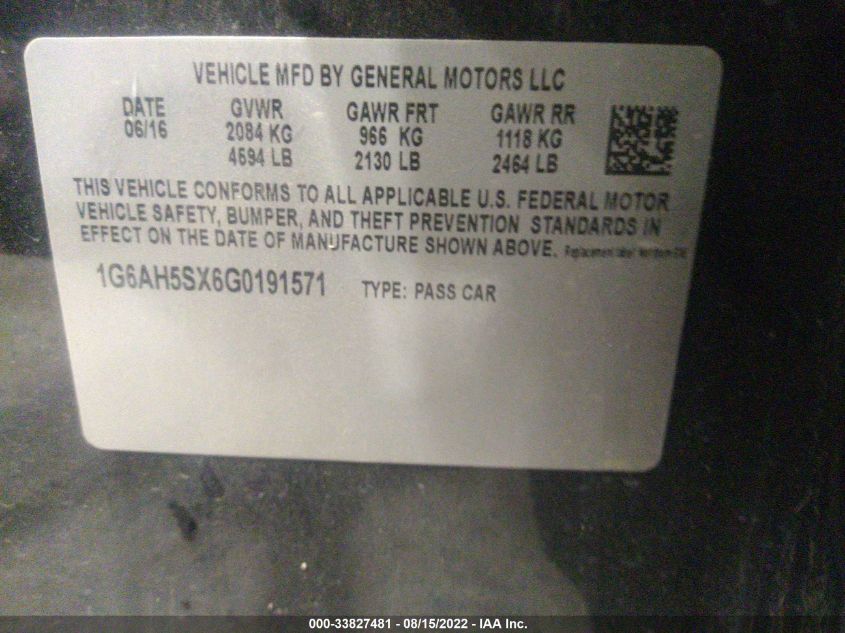 VEHICLE MFD BY GENERAL MOTORS LLC
DATE GVWR GAWR FRT GAWR RR
06/16 2084 KG 966 KG 1118 KG
4594 LB 2130 LB 2464 LB
THIS VEHICLE CONFORMS TO ALL APPLICABLE U.S. FEDERAL MOTOR
VEHICLE SAFETY, BUMPER, AND THEFT PREVENTION STANDARDS IN
EFFECT ON THE DATE OF MANUFACTURE SHOWN ABOVE. Replacement label
1G6AH5SX6G0191571 TYPE: PASS CAR
000-33827481 - 08/15/2022 - IAA Inc.